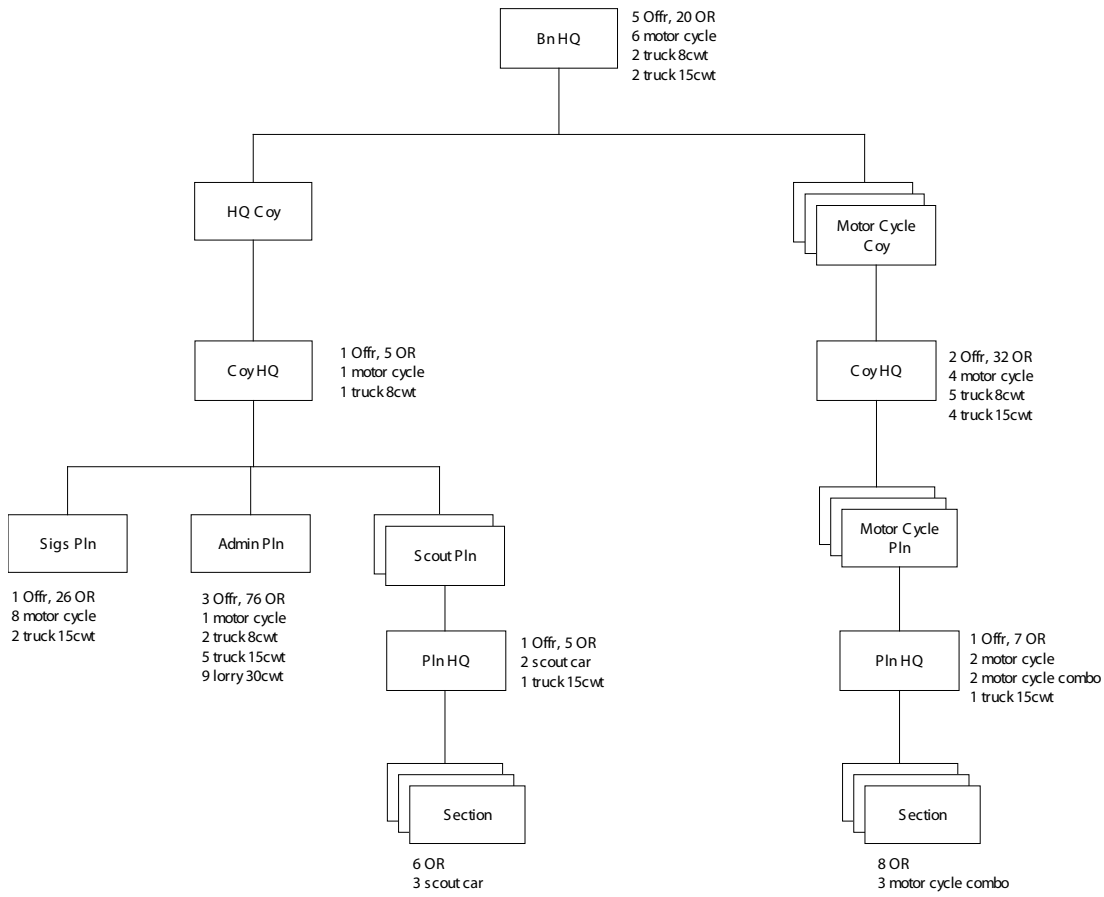 Bn HQ
5 Offr, 20 OR
6 motor cycle
2 truck 8cwt
2 truck 15cwt
HQ Coy
Motor Cycle
Coy
Coy HQ
1 Offr, 5 OR
1 motor cycle
1 truck 8cwt
Coy HQ
2 Offr, 32 OR
4 motor cycle
5 truck 8cwt
4 truck 15cwt
Sigs Pln
1 Offr, 26 OR
8 motor cycle
2 truck 15cwt
Admin Pln
3 Offr, 76 OR
1 motor cycle
2 truck 8cwt
5 truck 15cwt
9 lorry 30cwt
Scout Pln
Motor Cycle
Pln
Pln HQ
1 Offr, 5 OR
2 scout car
1 truck 15cwt
Pln HQ
1 Offr, 7 OR
2 motor cycle
2 motor cycle combo
1 truck 15cwt
Section
6 OR
3 scout car
Section
8 OR
3 motor cycle combo